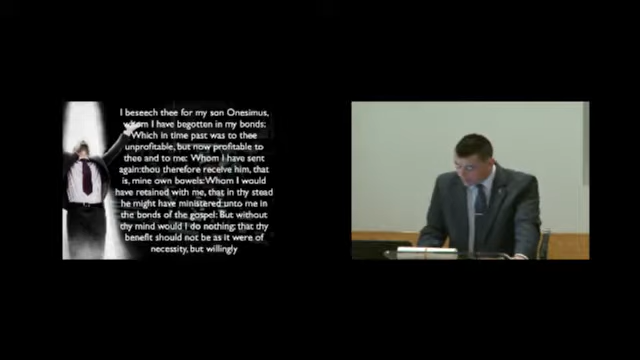 I beseech thee for my son Onesimus,
whom I have begotten in my bonds:
Which in time past was to thee
unprofitable, but now profitable to
thee and to me: Whom I have sent
again: thou therefore receive him, that
is, mine own bowels: Whom I would
have retained with me, that in thy stead
he might have ministered unto me in
the bonds of the gospel: But without
thy mind would I do nothing; that thy
benefit should not be as it were of
necessity, but willingly